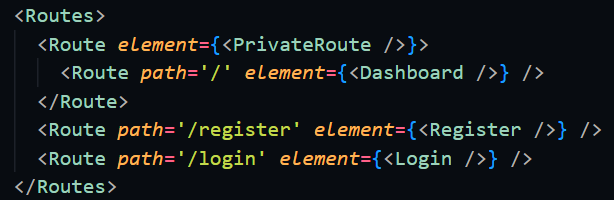 <Routes>
<Route element={<PrivateRoute />}>
<Route path='/' element={<Dashboard />} />
</Route>
<Route path='/register' element={<Register />} />
<Route path='/login' element={<Login />} />
</Routes>